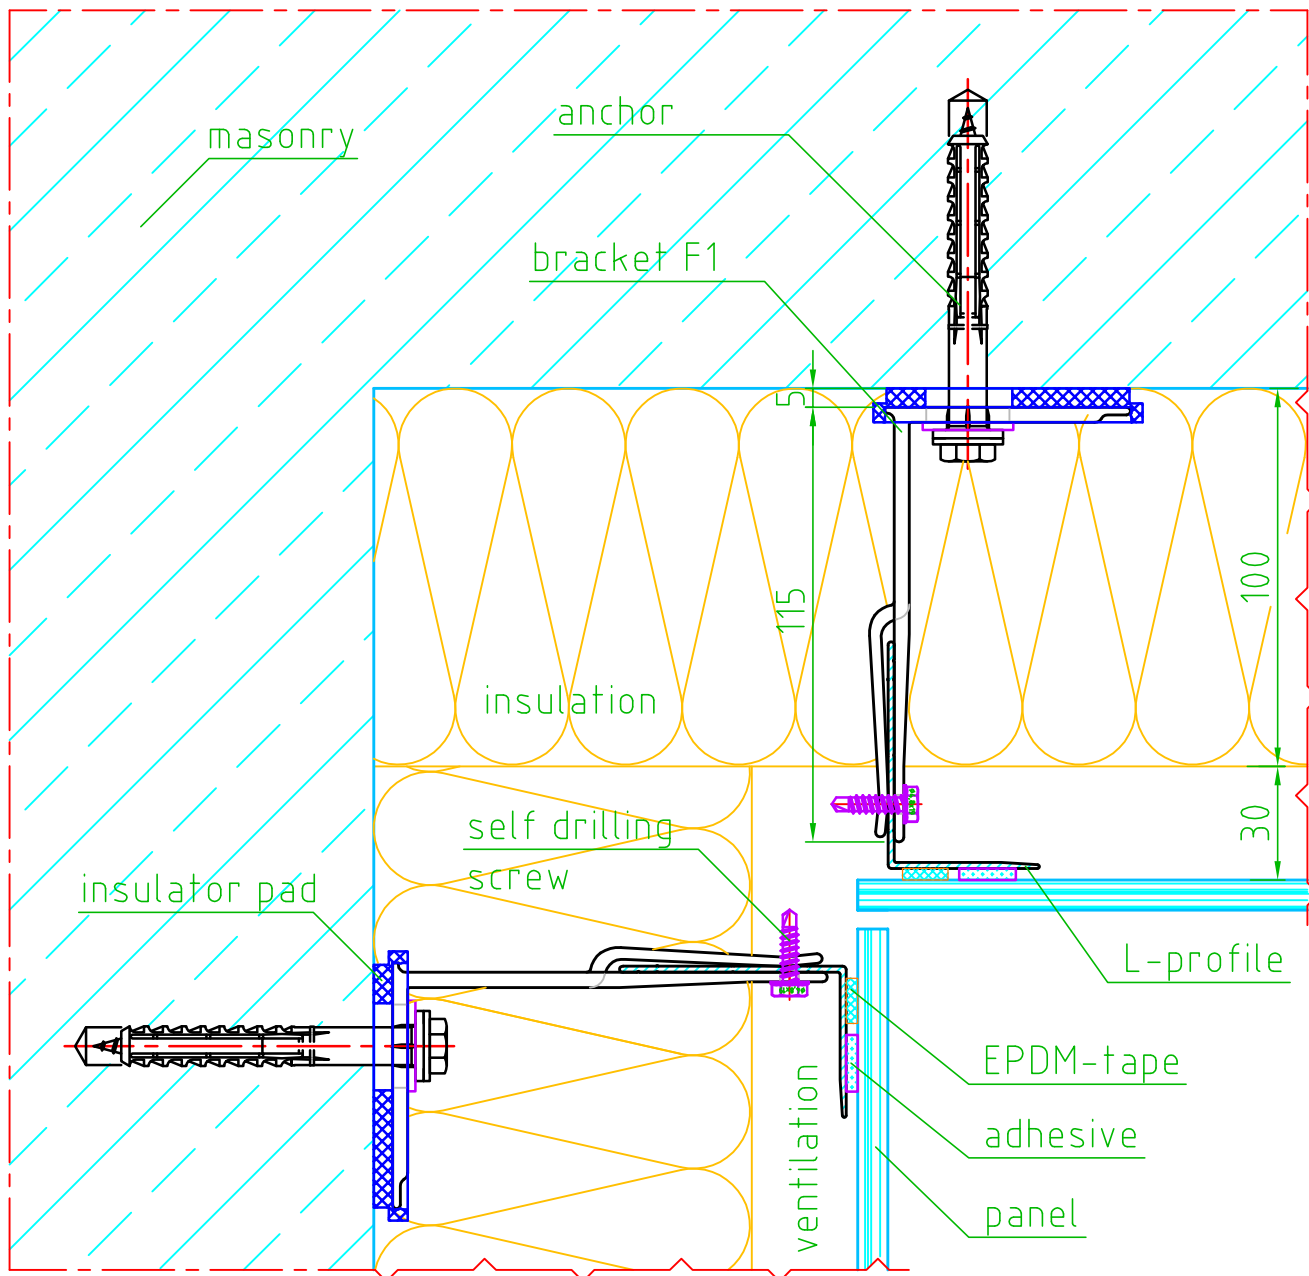 anchor
masonry
bracket F1
5
115
100
insulation
30
self drilling
screw
insulator pad
L-profile
EPDM-tape
ventilation
adhesive
panel